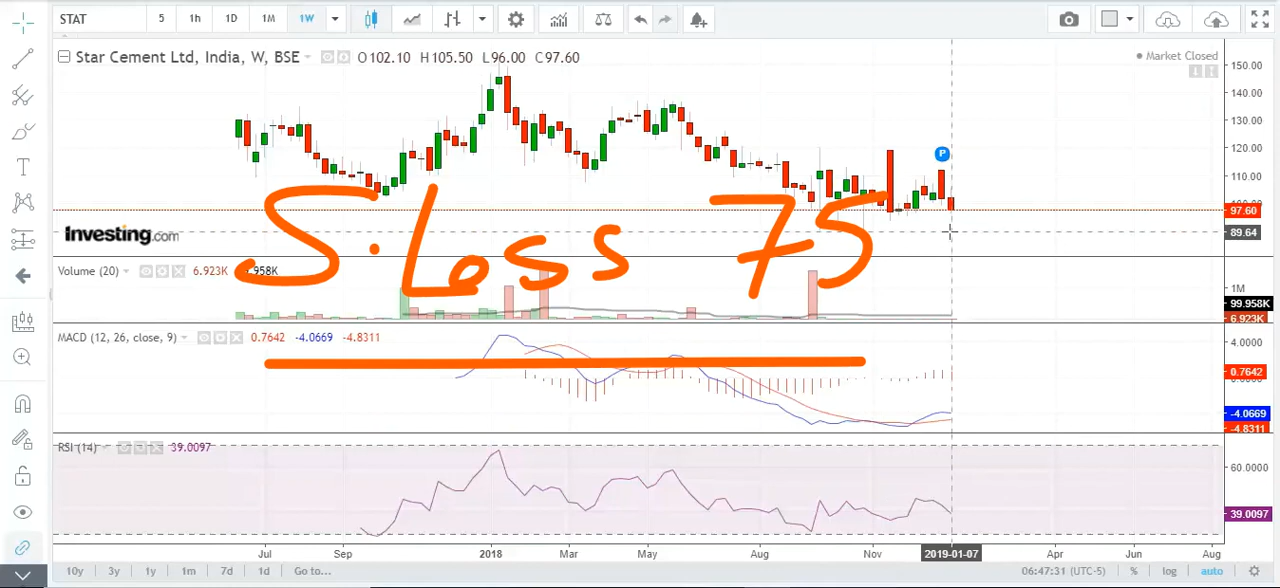 STAT 5 1h 1D 1M 1W
Star Cement Ltd, India, W, BSE O102.10 H105.50 L96.00 C97.60
Market Closed
150.00
140.00
130.00
120.00
P
110.00
97.60
89.64
Investing.com
S. Loss 75
Volume (20) 6.923K
1M
99.958K
6.923K
MACD (12, 26, close, 9) 0.7642 -4.0669 -4.8311
4.0000
0.7642
-4.0669
-4.8311
RSI (14) 39.0097
60.0000
39.0097
Jul Sep 2018 Mar May Aug Nov 2019-01-07 Apr Jun Aug
10y 3y 1y 1m 7d 1d Go to... 06:47:31 (UTC-5) % log auto